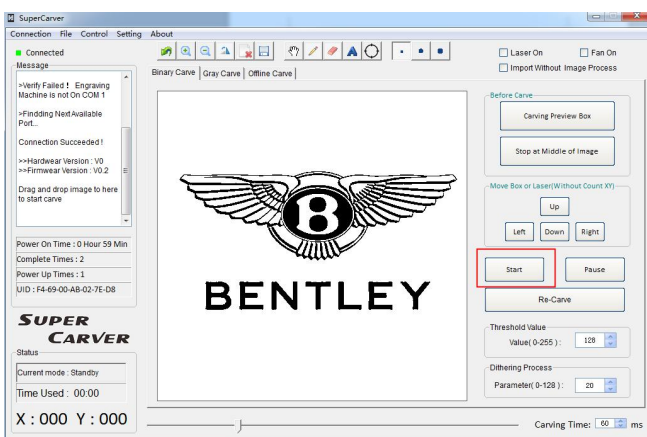 SuperCarver
Connection File Control Setting About
Connected
Message
>Verify Failed！ Engraving
Machine is not On COM 1
>Findding Next Available
Port...
Connection Succeeded !
>>Hardwear Version : V0
>>Firmwear Version : V0.2
Drag and drop image to here
to start carve
Power On Time : 0 Hour 59 Min
Complete Times : 2
Power Up Times : 1
UID : F4-69-00-AB-02-7E-D8
SUPER
CARVER
Status
Current mode : Standby
Time Used : 00:00
X : 000 Y : 000
A
Binary Carve Gray Carve Offline Carve
B
BENTLEY
Laser On Fan On
Import Without Image Process
Before Carve
Carving Preview Box
Stop at Middle of Image
Move Box or Laser(Without Count XY)
Up
Left Down Right
Start Pause
Re-Carve
Threshold Value
Value( 0-255 ) : 128
Dithering Process
Parameter( 0-128 ) : 20
Carving Time: 60 ms